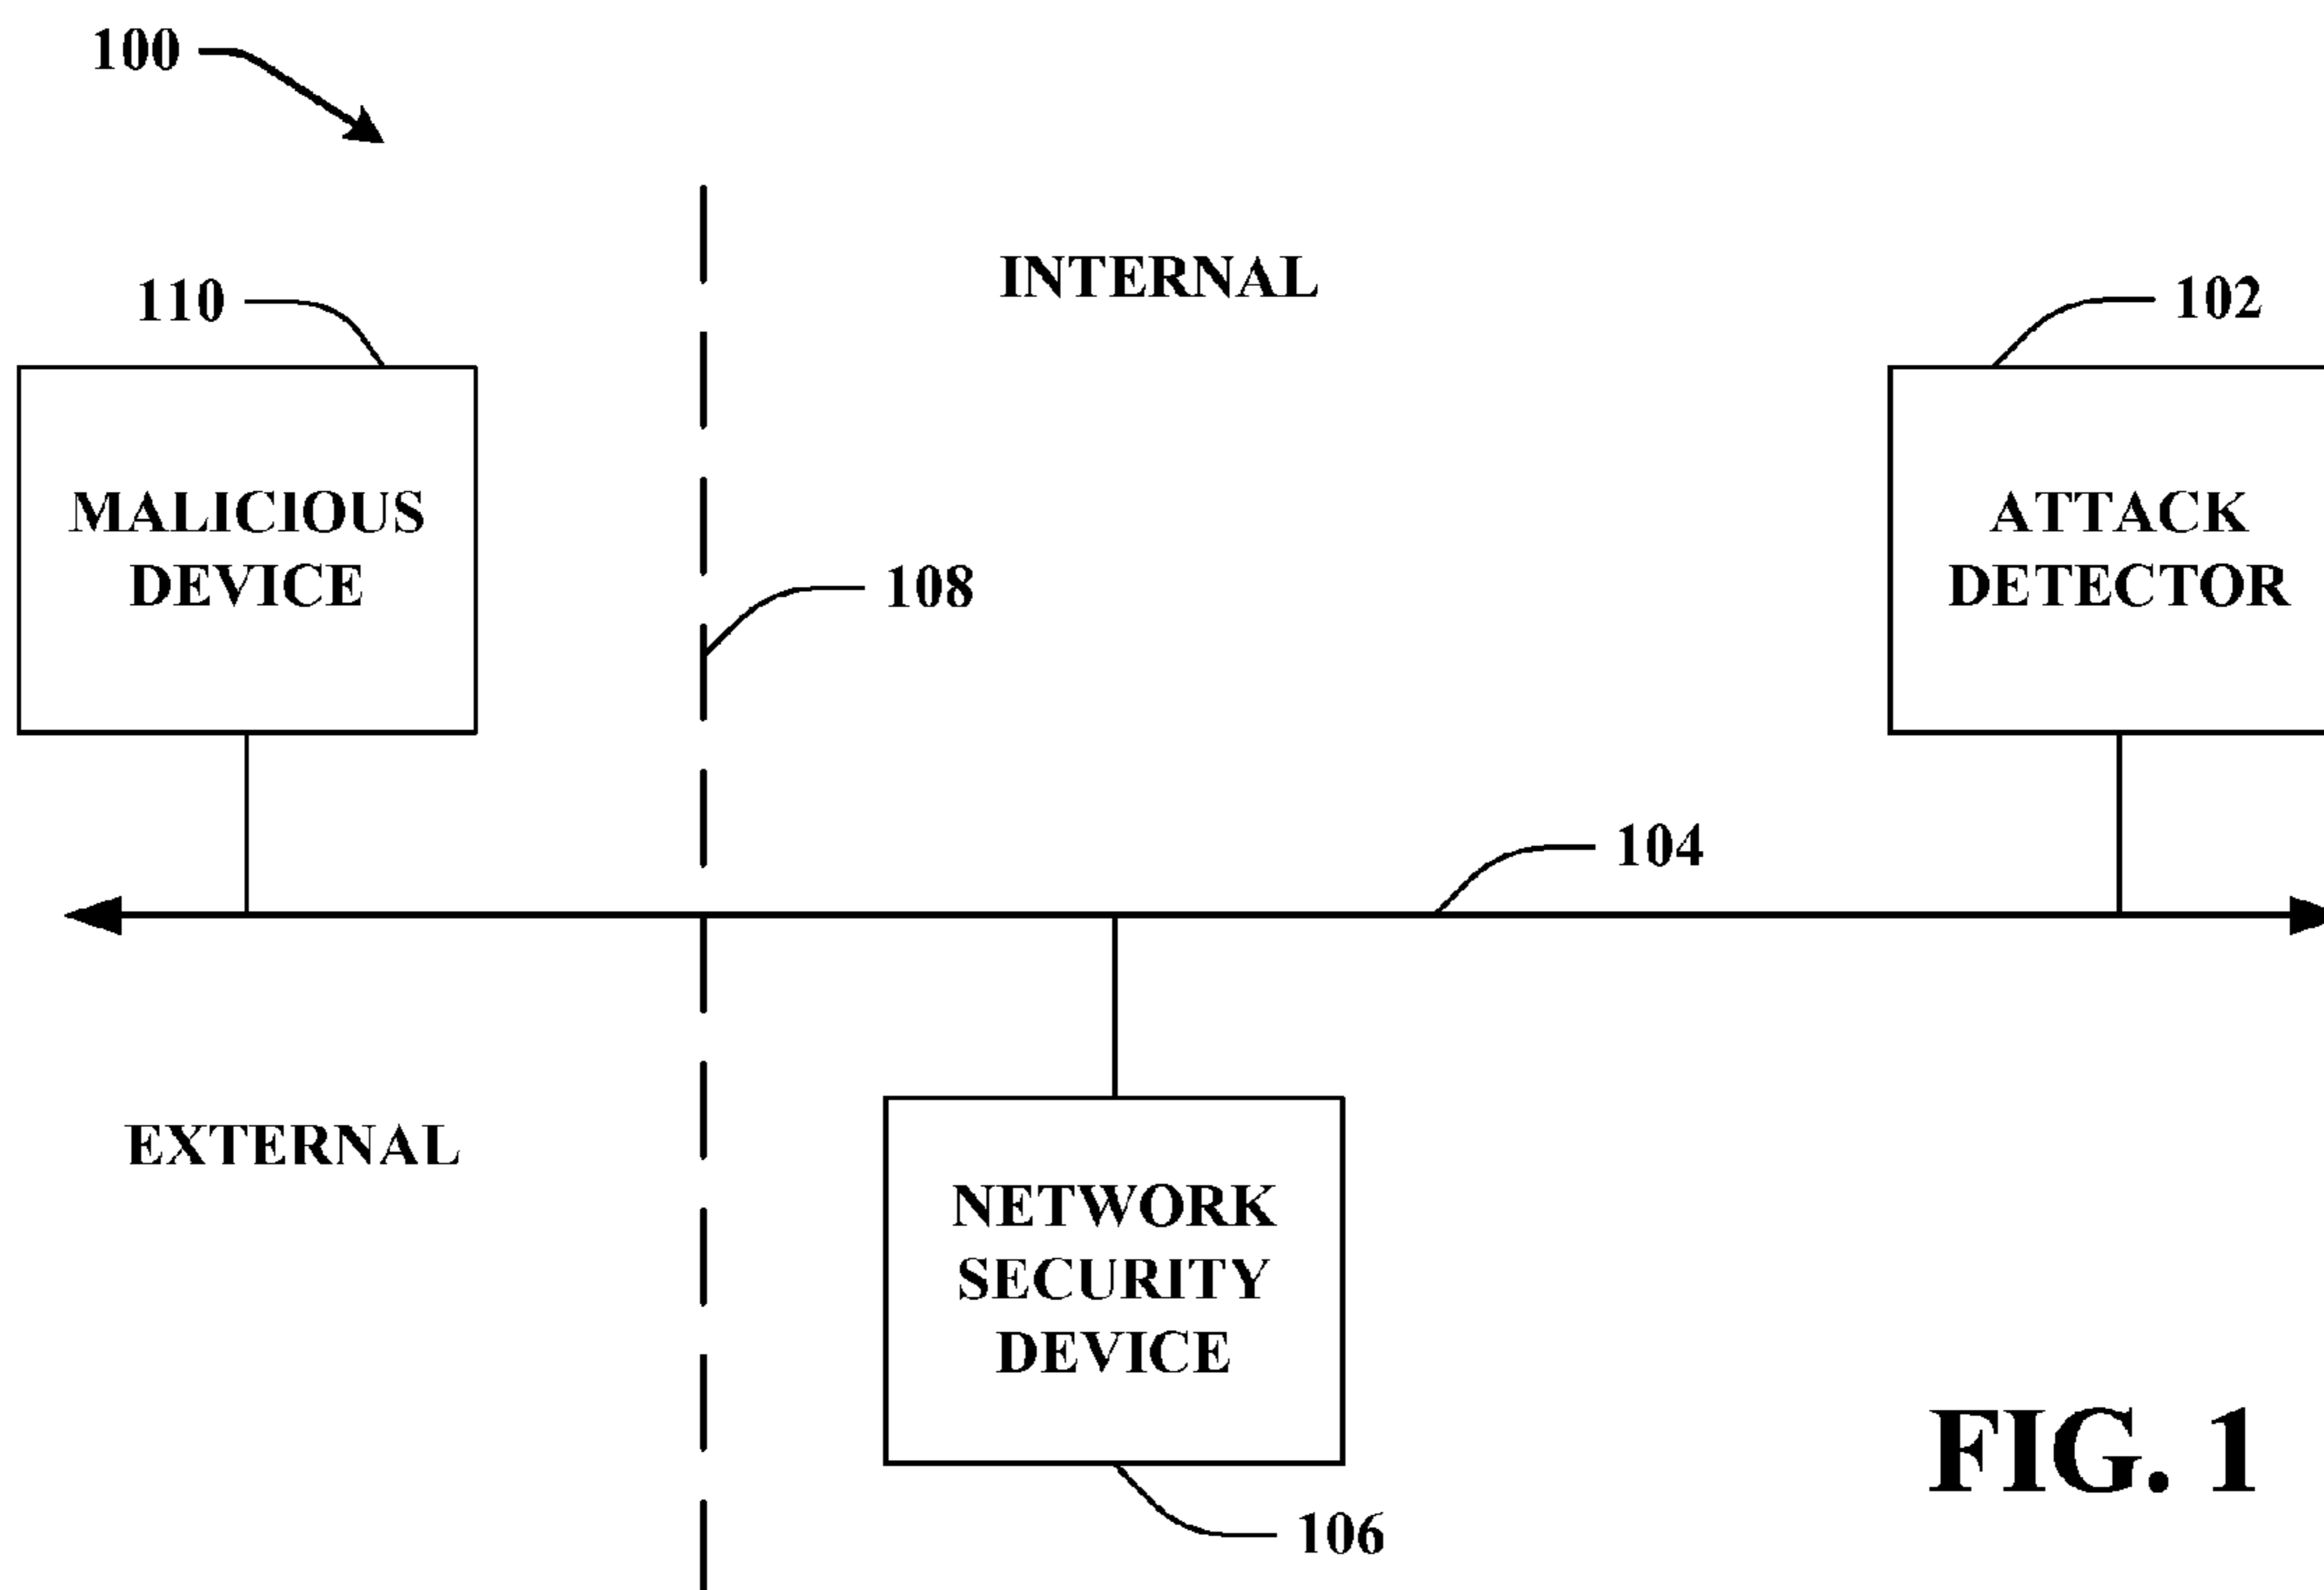 100
INTERNAL
110
102
MALICIOUS
DEVICE
ATTACK
DETECTOR
108
104
EXTERNAL
NETWORK
SECURITY
DEVICE
106
FIG. 1